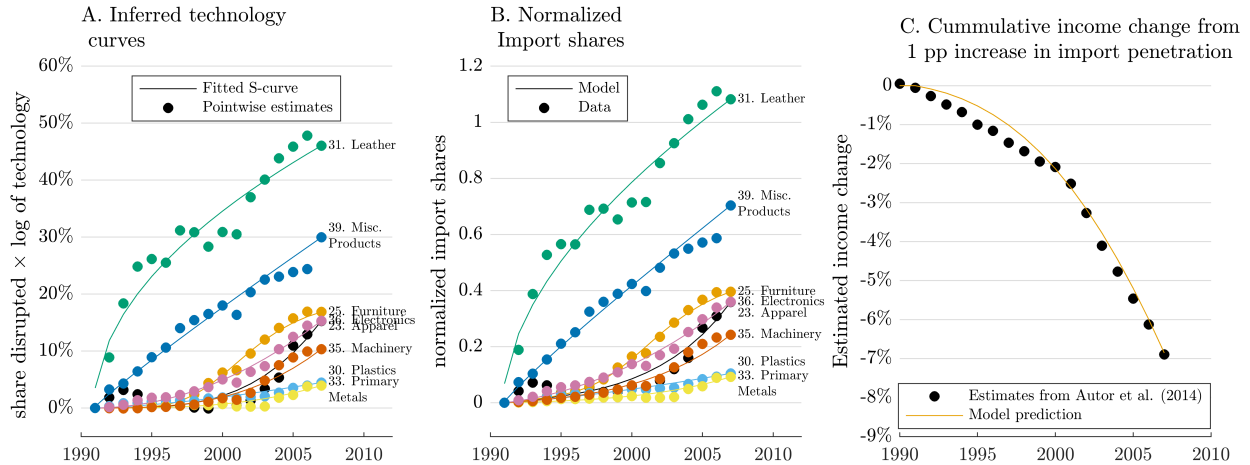 A. Inferred technology
curves
share disrupted × log of technology
60%
50%
40%
30%
20%
10%
0%
Fitted S-curve
Pointwise estimates
31. Leather
39. Misc.
Products
25. Furniture
36. Electronics
23. Apparel
35. Machinery
30. Plastics
33. Primary
Metals
1990
1995
2000
2005
2010
B. Normalized
Import shares
normalized import shares
1.2
1
0.8
0.6
0.4
0.2
0
Model
Data
31. Leather
39. Misc.
Products
25. Furniture
36. Electronics
23. Apparel
35. Machinery
30. Plastics
33. Primary
Metals
1990
1995
2000
2005
2010
C. Cummulative income change from
1 pp increase in import penetration
Estimated income change
0
-1%
-2%
-3%
-4%
-5%
-6%
-7%
-8%
-9%
Estimates from Autor et al. (2014)
Model prediction
1990
1995
2000
2005
2010